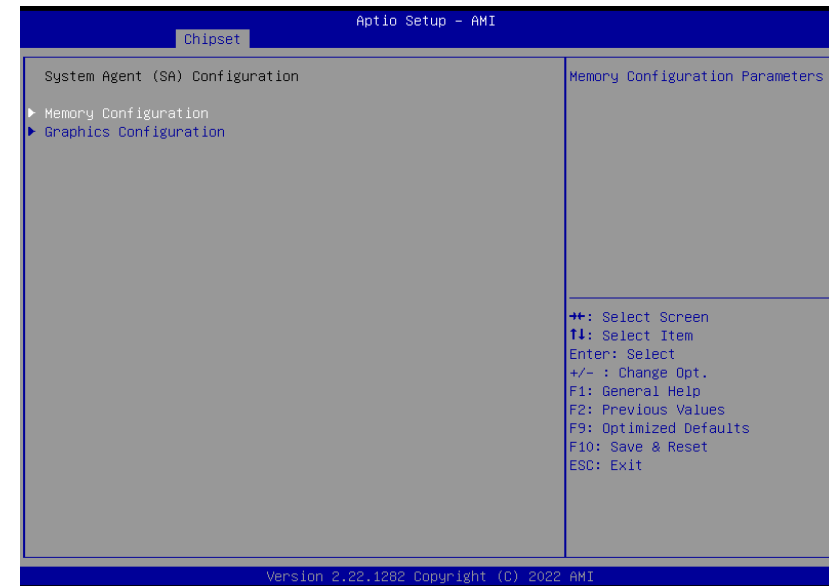 Aptio Setup – AMI
Chipset
System Agent (SA) Configuration
Memory Configuration
Graphics Configuration
Memory Configuration Parameters
→←: Select Screen
↑↓: Select Item
Enter: Select
+/- : Change Opt.
F1: General Help
F2: Previous Values
F9: Optimized Defaults
F10: Save & Reset
ESC: Exit
Version 2.22.1282 Copyright (C) 2022 AMI